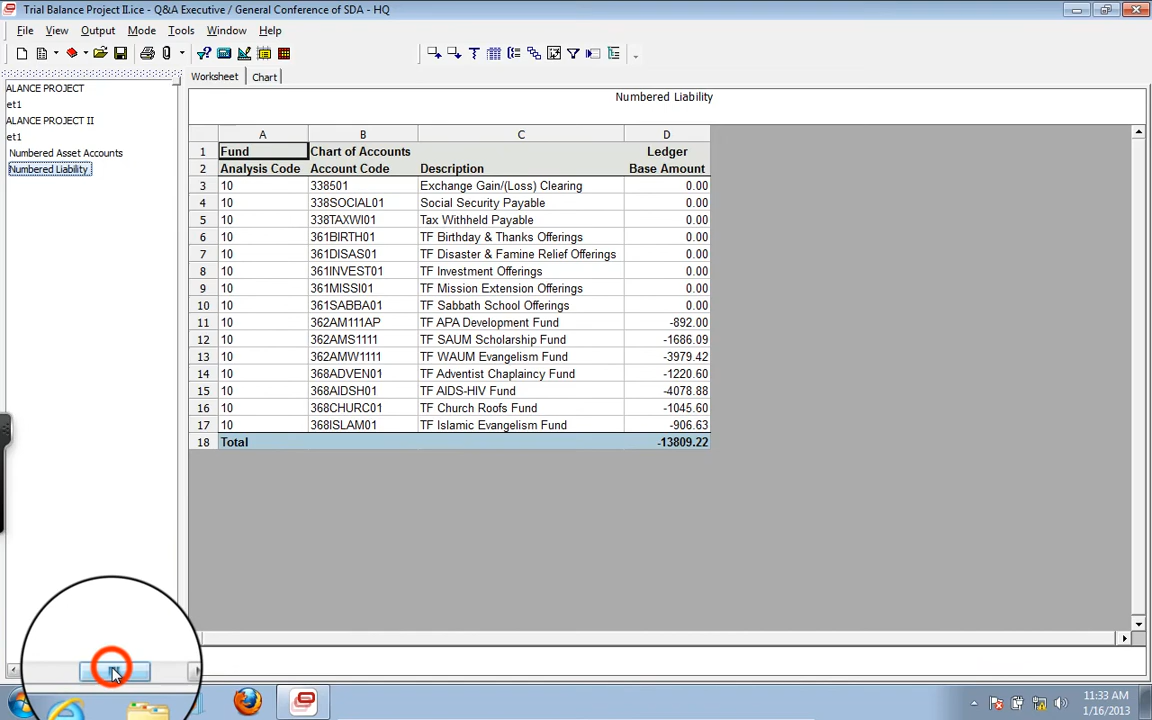 Trial Balance Project II.ice - Q&A Executive / General Conference of SDA - HQ
File View Output Mode Tools Window Help
Worksheet Chart
ALANCE PROJECT
et1
ALANCE PROJECT II
et1
Numbered Asset Accounts
Numbered Liability
Numbered Liability
A B C D
1 Fund Chart of Accounts Ledger
2 Analysis Code Account Code Description Base Amount
3 10 338501 Exchange Gain/(Loss) Clearing 0.00
4 10 338SOCIAL01 Social Security Payable 0.00
5 10 338TAXWI01 Tax Withheld Payable 0.00
6 10 361BIRTH01 TF Birthday & Thanks Offerings 0.00
7 10 361DISAS01 TF Disaster & Famine Relief Offerings 0.00
8 10 361INVEST01 TF Investment Offerings 0.00
9 10 361MISSI01 TF Mission Extension Offerings 0.00
10 10 361SABBA01 TF Sabbath School Offerings 0.00
11 10 362AM111AP TF APA Development Fund -892.00
12 10 362AMS1111 TF SAUM Scholarship Fund -1686.09
13 10 362AMW1111 TF WAUM Evangelism Fund -3979.42
14 10 368ADVEN01 TF Adventist Chaplaincy Fund -1220.60
15 10 368AIDSH01 TF AIDS-HIV Fund -4078.88
16 10 368CHURC01 TF Church Roofs Fund -1045.60
17 10 368ISLAM01 TF Islamic Evangelism Fund -906.63
18 Total -13809.22
11:33 AM
1/16/2013